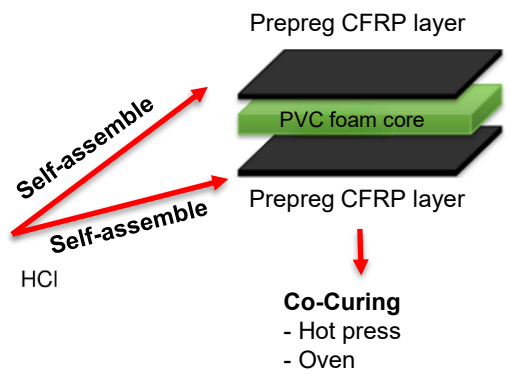 Prepreg CFRP layer
PVC foam core
Prepreg CFRP layer
Self-assemble
Self-assemble
HCl
Co-Curing
- Hot press
- Oven